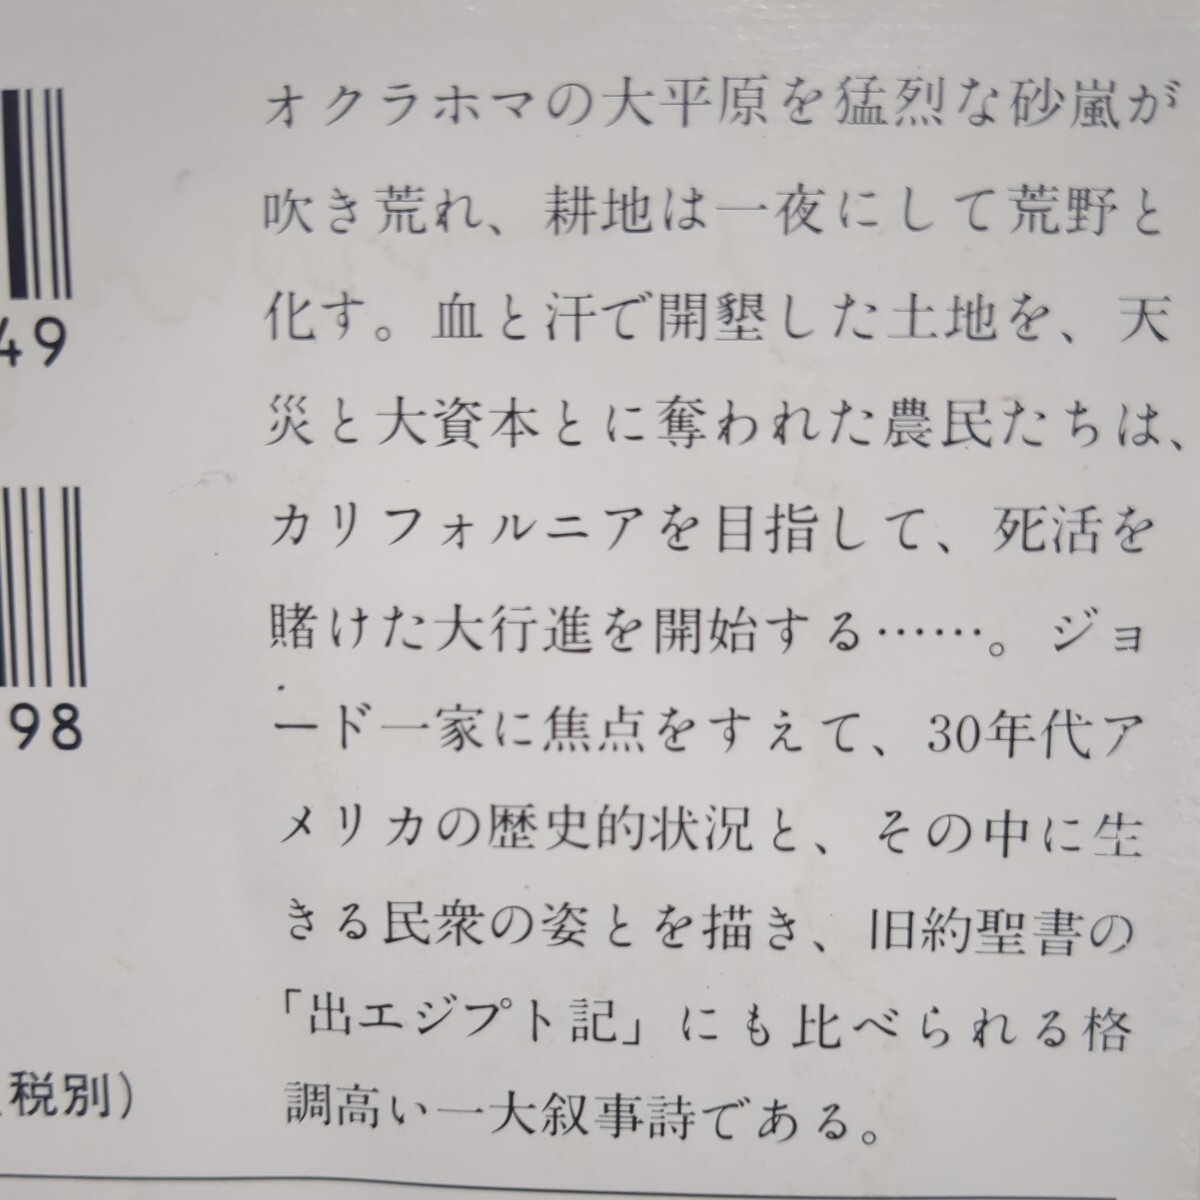 オクラホマの大平原を猛烈な砂嵐が
吹き荒れ、耕地は一夜にして荒野と
化す。血と汗で開墾した土地を、天
災と大資本とに奪われた農民たちは、
カリフォルニアを目指して、死活を
賭けた大行進を開始する……。ジョ
ード一家に焦点をすえて、30年代ア
メリカの歴史的状況と、その中に生
きる民衆の姿とを描き、旧約聖書の
「出エジプト記」にも比べられる格
調高い一大叙事詩である。
49
98
税別）